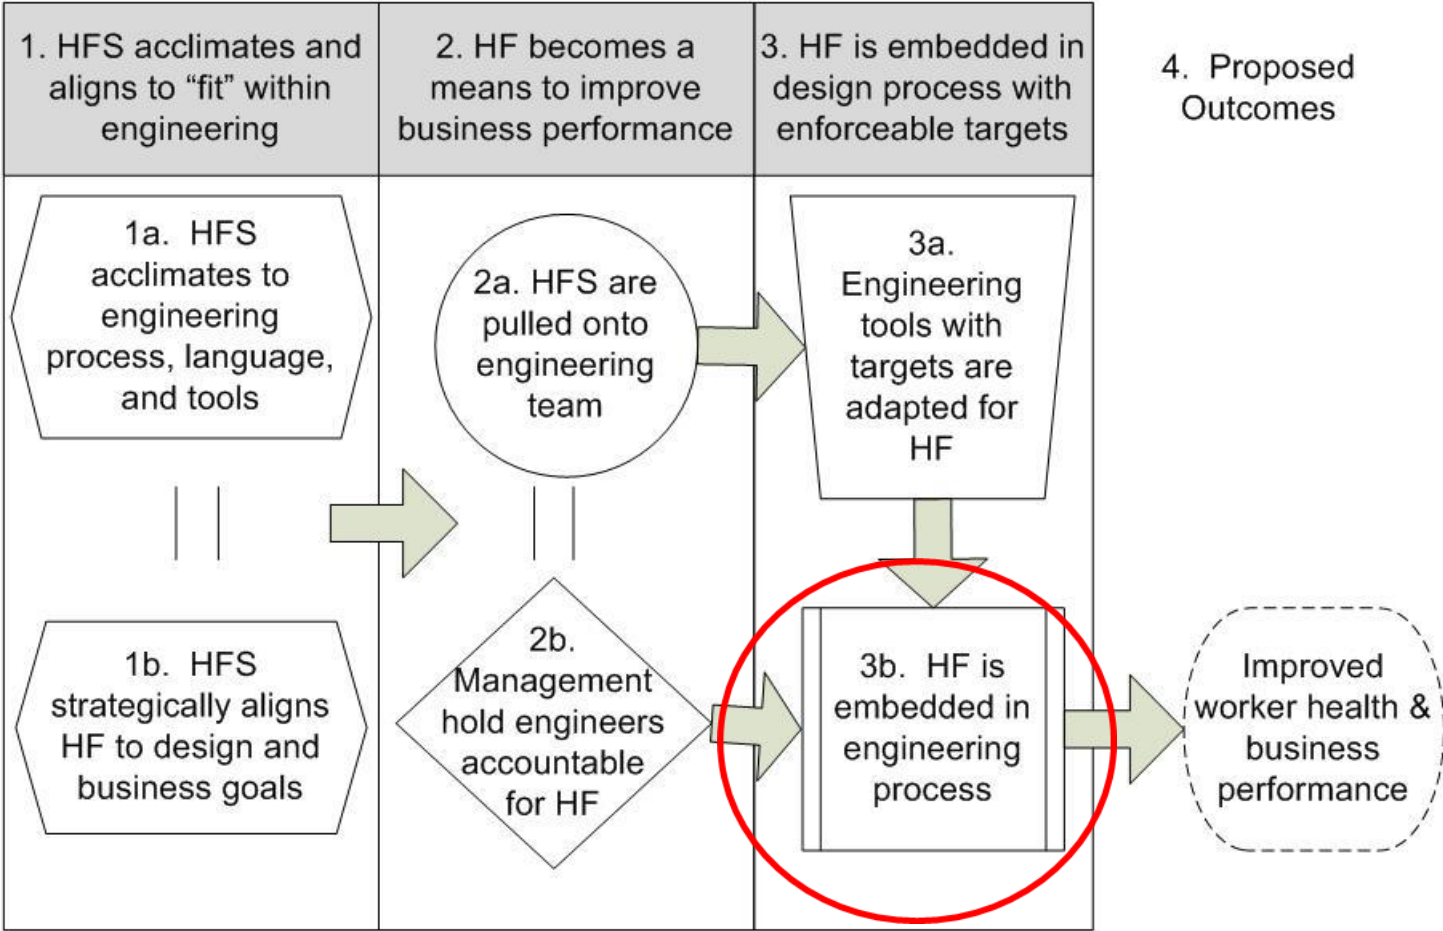 1. HFS acclimates and
aligns to “fit” within
engineering
2. HF becomes a
means to improve
business performance
3. HF is embedded in
design process with
enforceable targets
4. Proposed
Outcomes
1a. HFS
acclimates to
engineering
process, language,
and tools
1b. HFS
strategically aligns
HF to design and
business goals
2a. HFS are
pulled onto
engineering
team
2b.
Management
hold engineers
accountable
for HF
3a.
Engineering
tools with
targets are
adapted for
HF
3b. HF is
embedded in
engineering
process
Improved
worker health &
business
performance